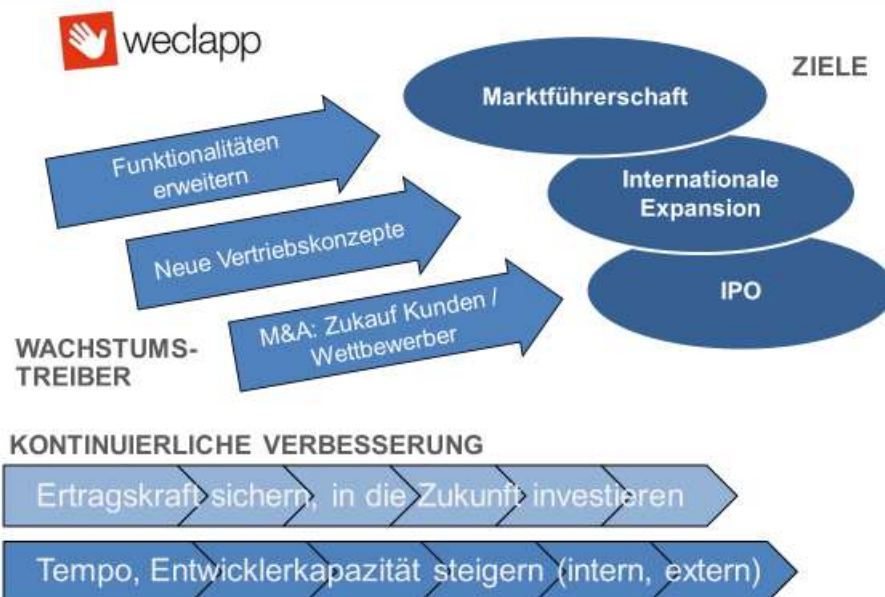 weclapp
ZIELE
Marktführerschaft
Funktionalitäten
erweitern
Internationale
Expansion
Neue Vertriebskonzepte
IPO
M&A: Zukauf Kunden /
Wettbewerber
WACHSTUMS-
TREIBER
KONTINUIERLICHE VERBESSERUNG
Ertragskraft sichern, in die Zukunft investieren
Tempo, Entwicklerkapazität steigern (intern, extern)